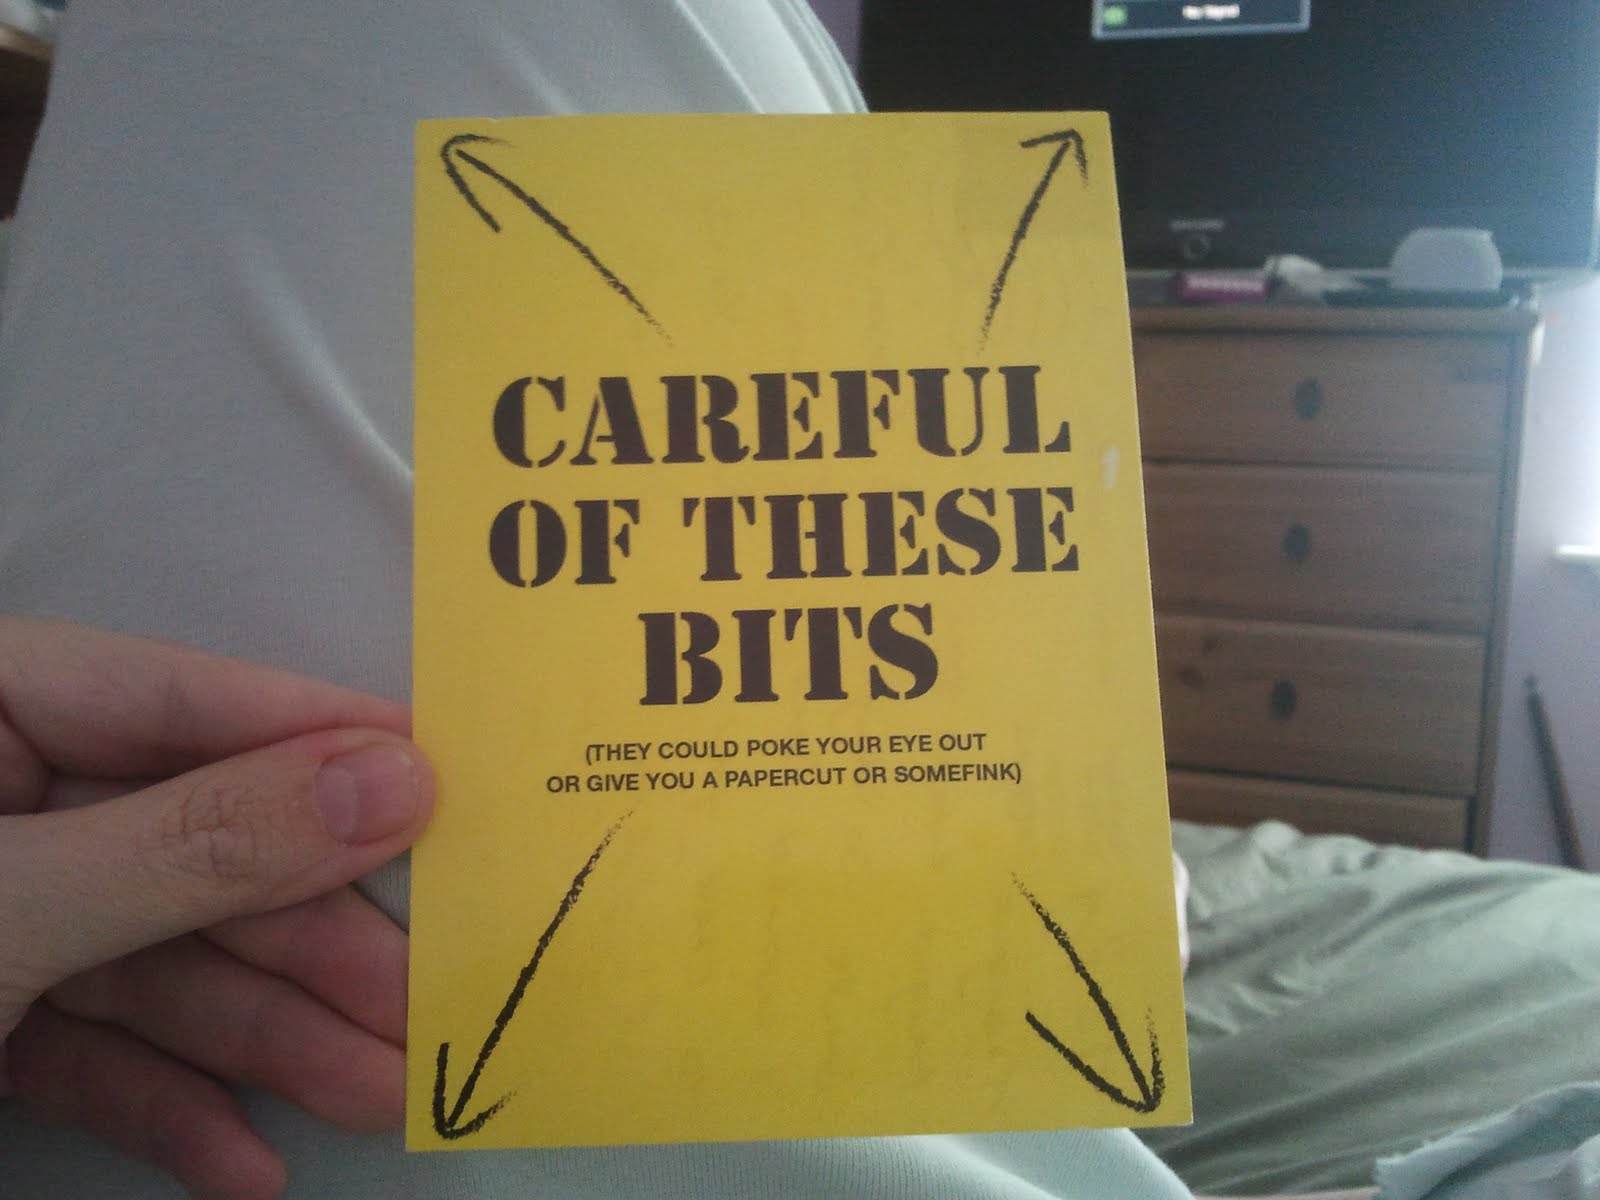 CAREFUL
OF THESE
BITS
(THEY COULD POKE YOUR EYE OUT
OR GIVE YOU A PAPERCUT OR SOMEFINK)